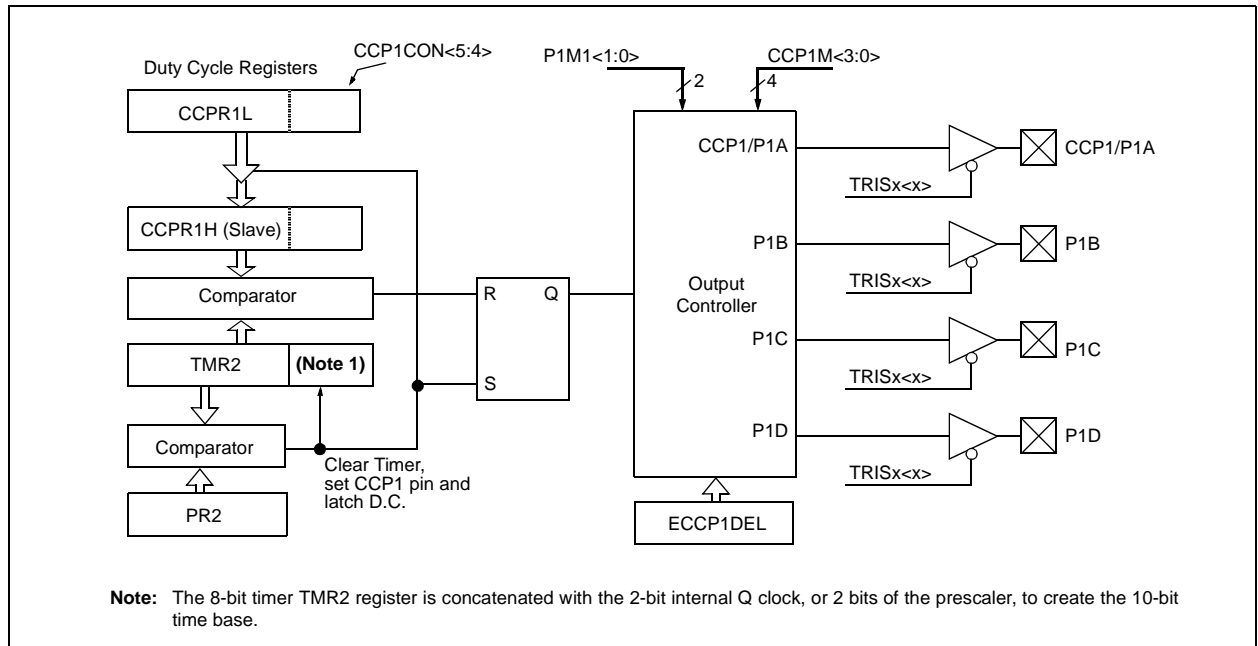 CCP1CON<5:4>
Duty Cycle Registers
CCPR1L
CCPR1H (Slave)
Comparator
TMR2
(Note 1)
Comparator
PR2
Clear Timer,
set CCP1 pin and
latch D.C.
R
Q
S
P1M1<1:0>
2
CCP1M<3:0>
4
Output
Controller
CCP1/P1A
P1B
P1C
P1D
ECCP1DEL
TRISx<x>
CCP1/P1A
TRISx<x>
P1B
TRISx<x>
P1C
TRISx<x>
P1D
Note: The 8-bit timer TMR2 register is concatenated with the 2-bit internal Q clock, or 2 bits of the prescaler, to create the 10-bit
time base.